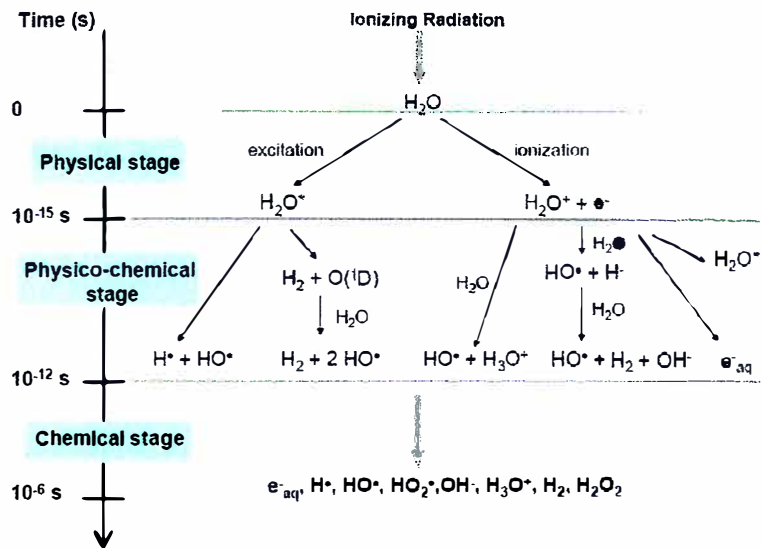 Time (s)
Ionizing Radiation
0
H₂O
Physical stage
excitation
ionization
H₂O*
H₂O⁺ + e⁻
10⁻¹⁵ s
Physico-chemical
stage
H₂ + O(¹D)
H₂O
H₂O
HO• + H⁻
H₂O
H₂O*
H• + HO•
H₂ + 2 HO•
HO• + H₃O⁺
HO• + H₂ + OH⁻
e⁻aq
10⁻¹² s
Chemical stage
10⁻⁶ s
e⁻aq, H•, HO•, HO₂•, OH⁻, H₃O⁺, H₂, H₂O₂